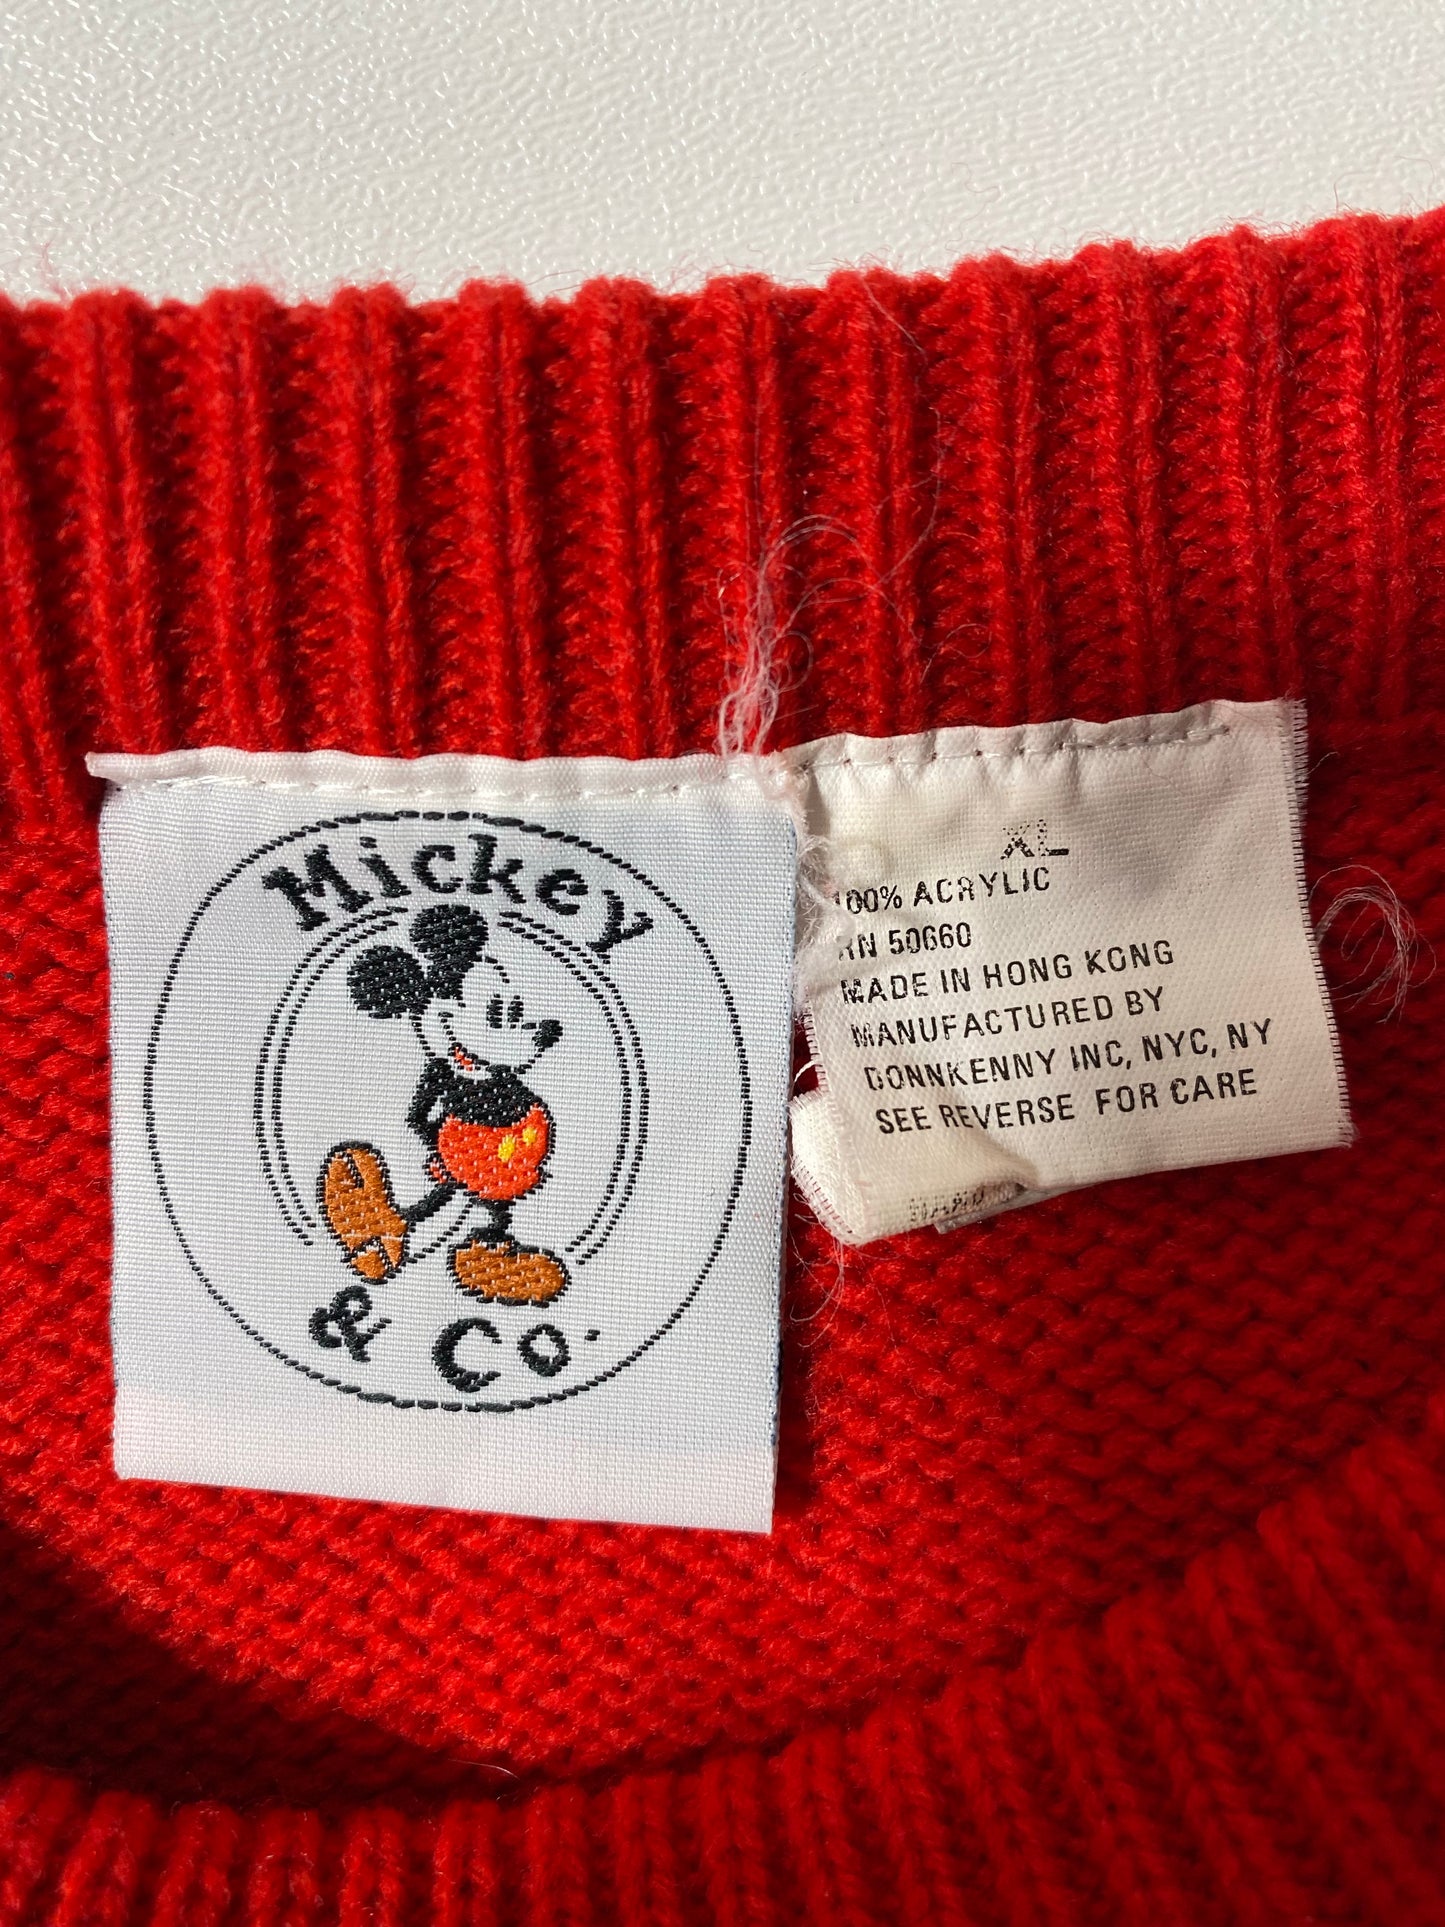 Mickey
& Co.
XL
100% ACRYLIC
RN 50660
MADE IN HONG KONG
MANUFACTURED BY
DONNKENNY INC, NYC, NY
SEE REVERSE FOR CARE